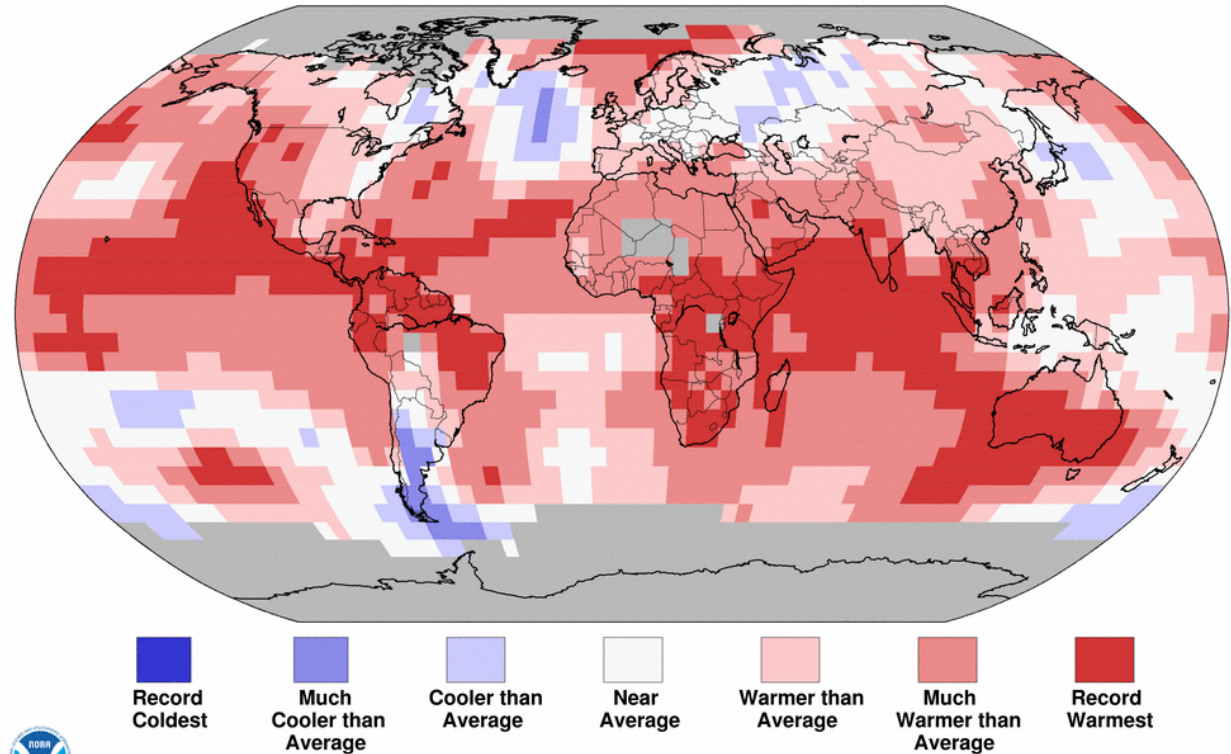 Record
Coldest
Much
Cooler than
Average
Cooler than
Average
Near
Average
Warmer than
Average
Much
Warmer than
Average
Record
Warmest
NOAA